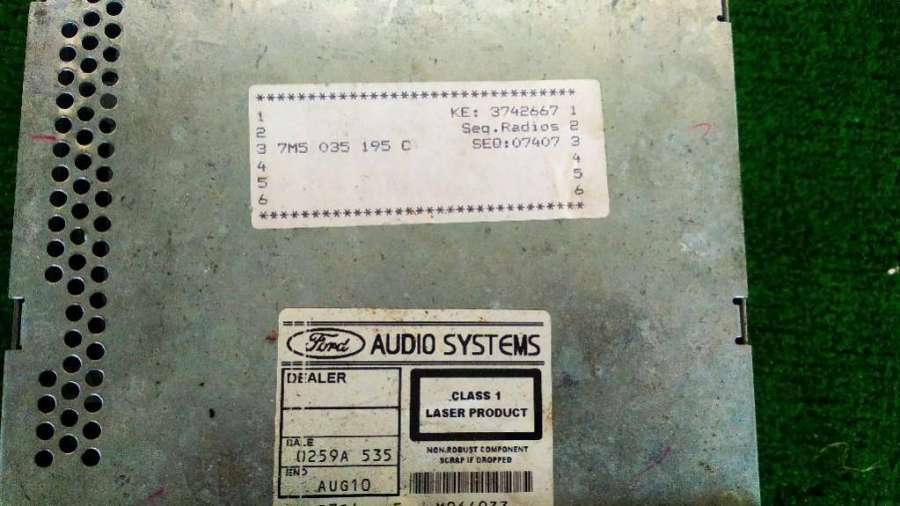 ******************************
1 KE: 3742667 1
2 Seq.Radios 2
3 7M5 035 195 C SEQ:07407 3
4 4
5 5
6 6
******************************
Ford AUDIO SYSTEMS
DEALER
CLASS 1
LASER PRODUCT
0259A 535
NON.ROBUST COMPONENT
SCRAP IF DROPPED
AUG10
M064033